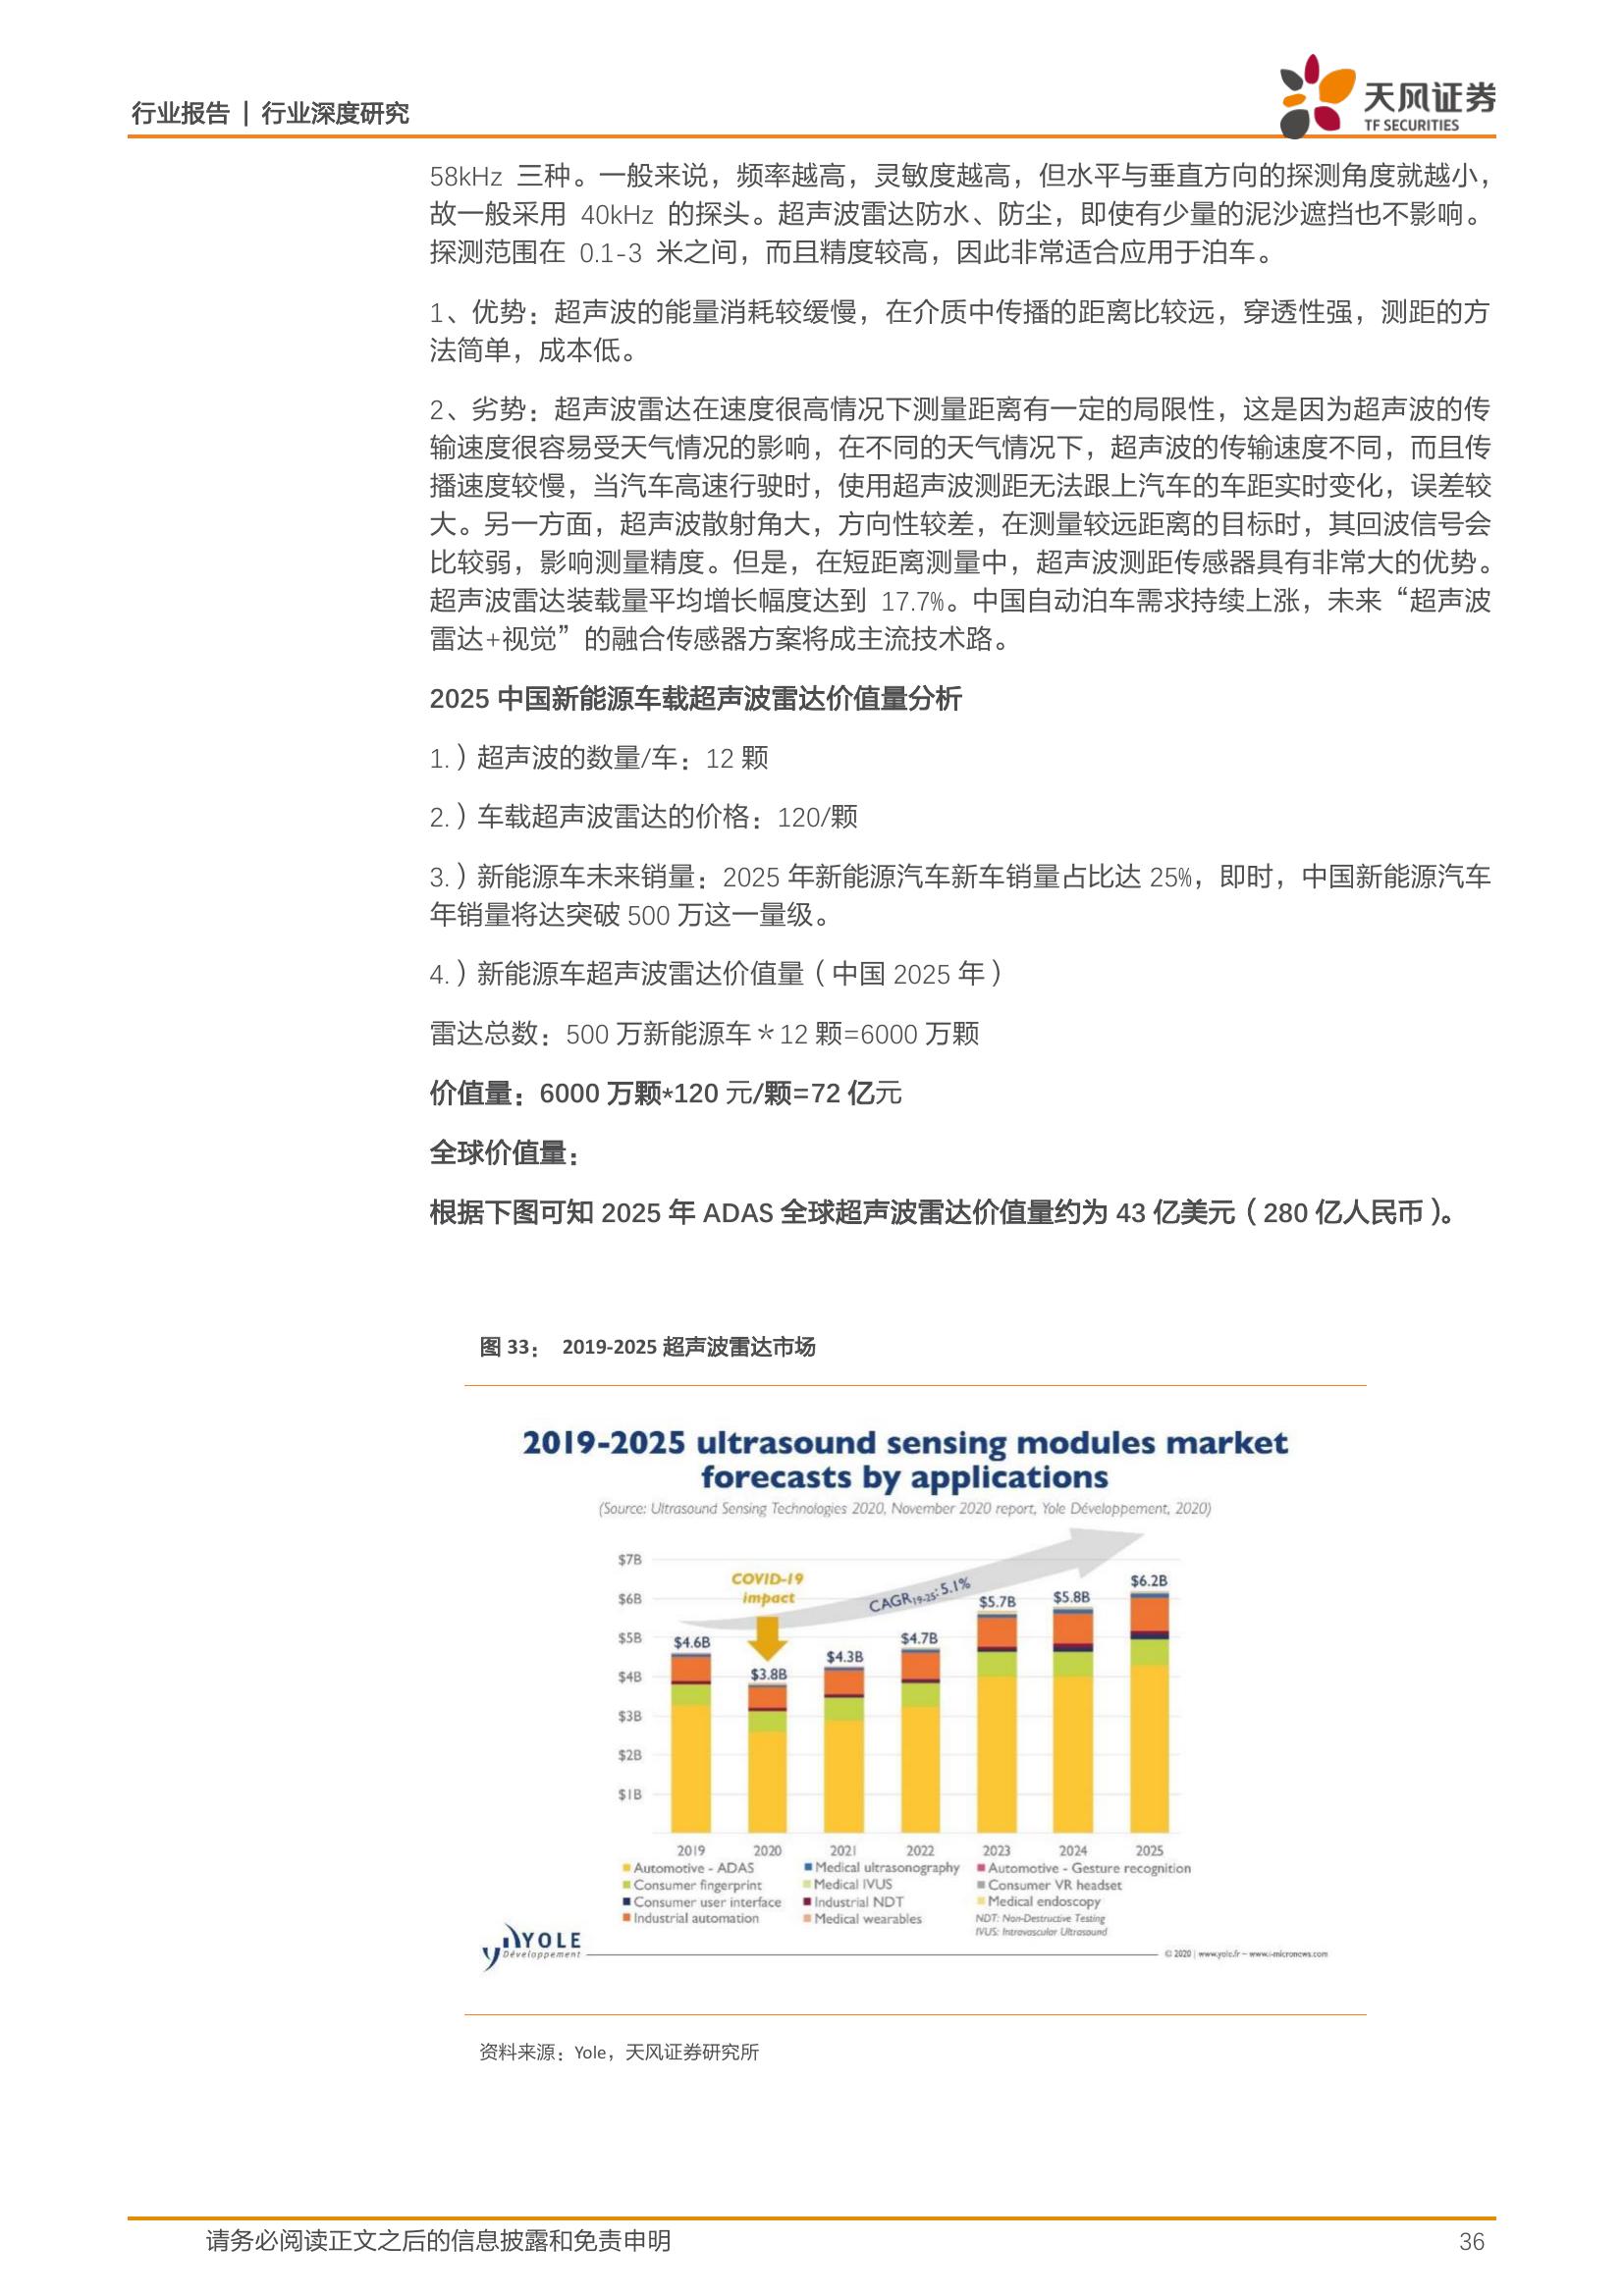 行业报告 | 行业深度研究
天风证券
TF SECURITIES
58kHz 三种。一般来说，频率越高，灵敏度越高，但水平与垂直方向的探测角度就越小，
故一般采用 40kHz 的探头。超声波雷达防水、防尘，即使有少量的泥沙遮挡也不影响。
探测范围在 0.1-3 米之间，而且精度较高，因此非常适合应用于泊车。
1、优势：超声波的能量消耗较缓慢，在介质中传播的距离比较远，穿透性强，测距的方
法简单，成本低。
2、劣势：超声波雷达在速度很高情况下测量距离有一定的局限性，这是因为超声波的传
输速度很容易受天气情况的影响，在不同的天气情况下，超声波的传输速度不同，而且传
播速度较慢，当汽车高速行驶时，使用超声波测距无法跟上汽车的车距实时变化，误差较
大。另一方面，超声波散射角大，方向性较差，在测量较远距离的目标时，其回波信号会
比较弱，影响测量精度。但是，在短距离测量中，超声波测距传感器具有非常大的优势。
超声波雷达装载量平均增长幅度达到 17.7%。中国自动泊车需求持续上涨，未来“超声波
雷达+视觉”的融合传感器方案将成主流技术路。
2025 中国新能源车载超声波雷达价值量分析
1.）超声波的数量/车：12 颗
2.）车载超声波雷达的价格：120/颗
3.）新能源车未来销量：2025 年新能源汽车新车销量占比达 25%，即时，中国新能源汽车
年销量将达突破 500 万这一量级。
4.）新能源车超声波雷达价值量（中国 2025 年）
雷达总数：500 万新能源车＊12 颗=6000 万颗
价值量：6000 万颗*120 元/颗=72 亿元
全球价值量：
根据下图可知 2025 年 ADAS 全球超声波雷达价值量约为 43 亿美元（280 亿人民币）。
图 33： 2019-2025 超声波雷达市场
2019-2025 ultrasound sensing modules market
forecasts by applications
(Source: Ultrasound Sensing Technologies 2020, November 2020 report, Yole Développement, 2020)
$7B
$6B
$5B
$4B
$3B
$2B
$1B
COVID-19
impact
CAGR19-25: 5.1%
$4.6B
$3.8B
$4.3B
$4.7B
$5.7B
$5.8B
$6.2B
2019 2020 2021 2022 2023 2024 2025
Automotive - ADAS
Medical ultrasonography
Automotive - Gesture recognition
Consumer fingerprint
Medical IVUS
Consumer VR headset
Consumer user interface
Industrial NDT
Medical endoscopy
Industrial automation
Medical wearables
NDT: Non-Destructive Testing
IVUS: Intravascular Ultrasound
YOLE
Développement
© 2020 | www.yole.fr – www.i-micronews.com
资料来源：Yole，天风证券研究所
请务必阅读正文之后的信息披露和免责申明
36